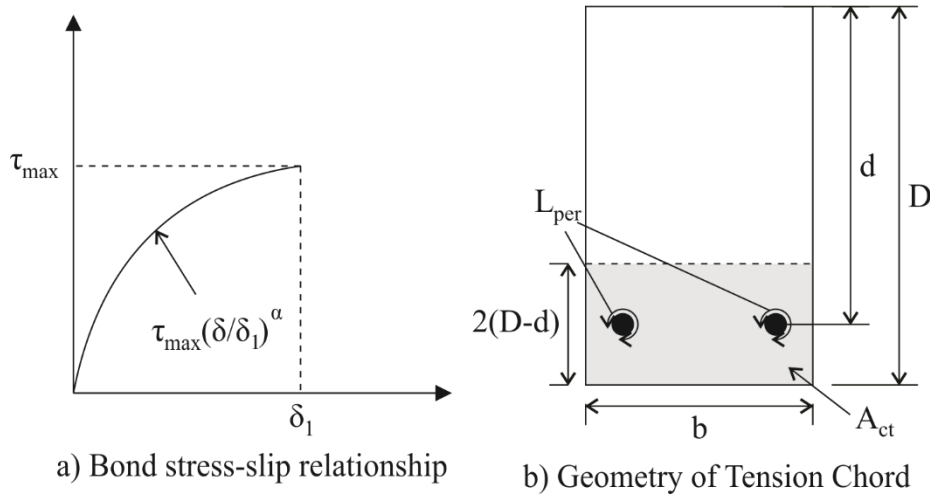 τmax
τmax(δ/δ1)α
δ1
a) Bond stress-slip relationship
Lper
d
D
2(D-d)
b
Act
b) Geometry of Tension Chord